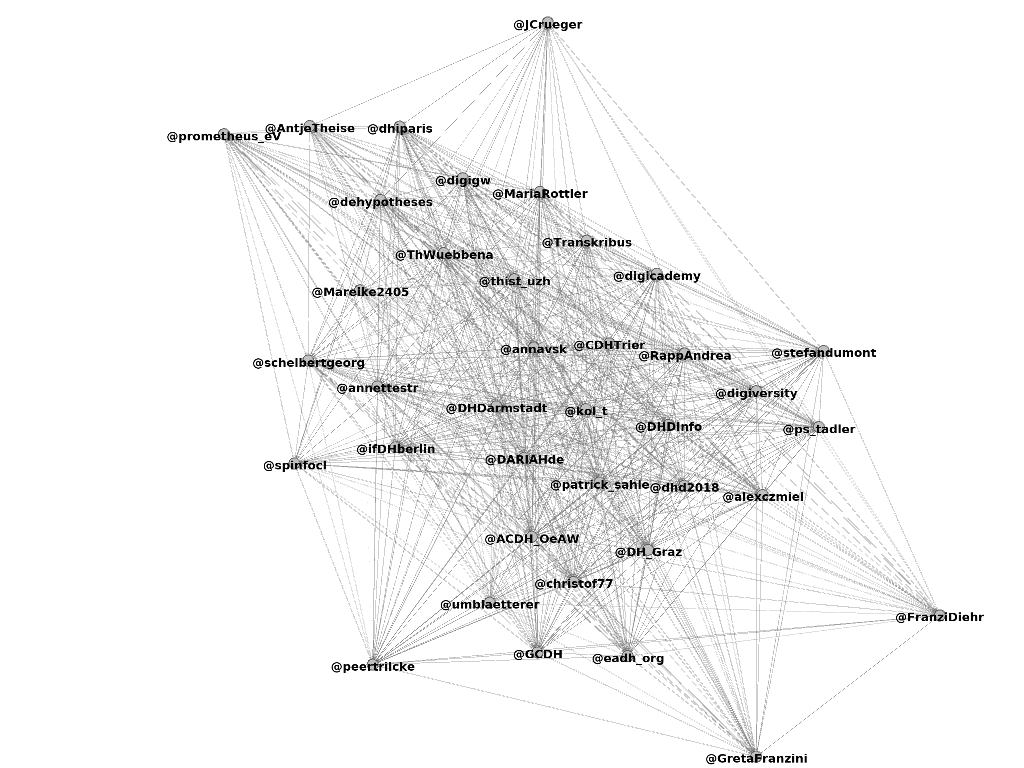 @JCrueger
@prometheus_eV
@AntjeTheise
@dhiparis
@digigw
@MariaRottler
@dehypotheses
@Transkribus
@ThWuebbena
@digicademy
@thist_uzh
@Mareike2405
@annavsk
@CDHTrier
@RappAndrea
@stefandumont
@schelbertgeorg
@annettestr
@digiversity
@DHDarmstadt
@kol_t
@DHDInfo
@ps_tadler
@ifDHberlin
@DARIAHde
@spinfocl
@patrick_sahle
@dhd2018
@alexczmiel
@ACDH_OeAW
@DH_Graz
@christof77
@umblaetterer
@FranziDiehr
@GCDH
@eadh_org
@peertrilcke
@GretaFranzini